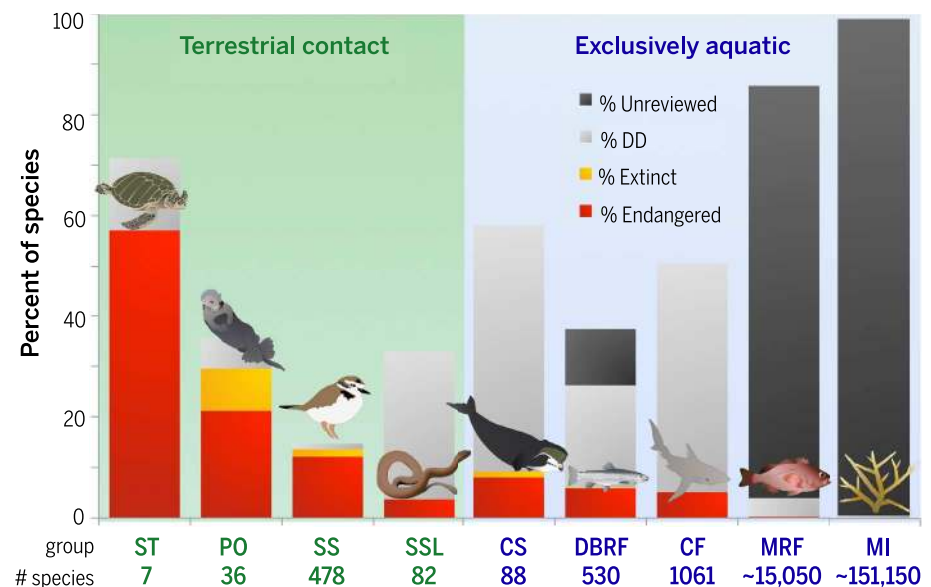 100
80
60
40
20
0
Percent of species
Terrestrial contact
Exclusively aquatic
% Unreviewed
% DD
% Extinct
% Endangered
group ST PO SS SSL CS DBRF CF MRF MI
# species 7 36 478 82 88 530 1061 ~15,050 ~151,150